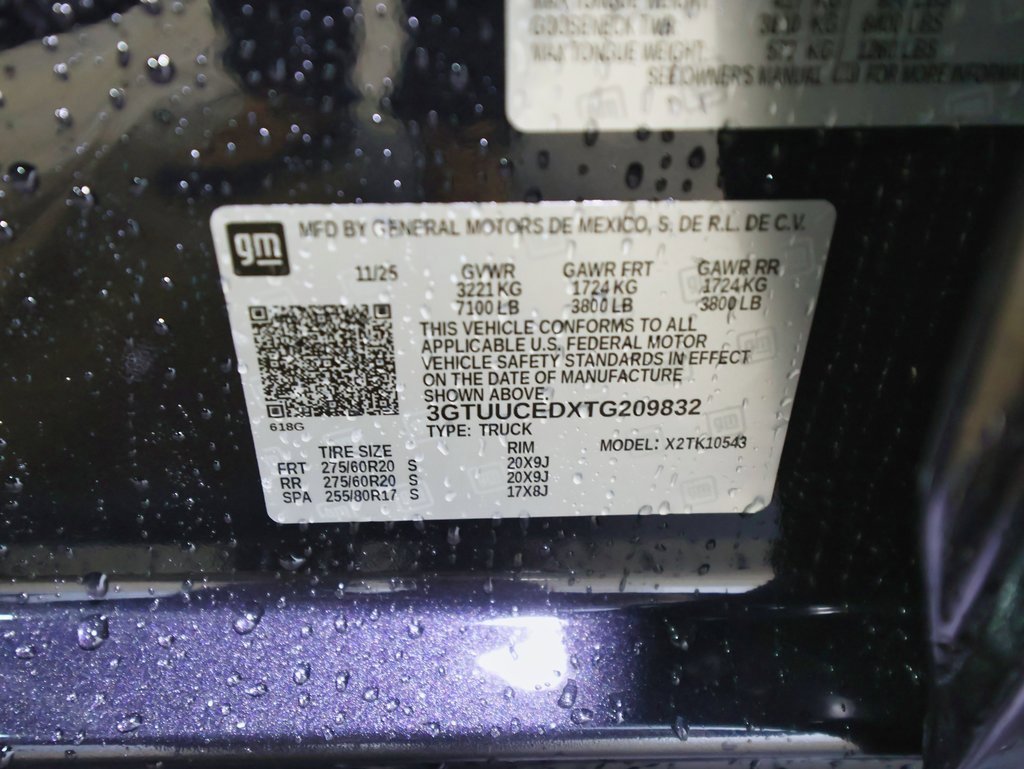 GOOSENECK TWR KG LBS
MAX TONGUE WEIGHT KG LBS
SEE OWNER'S MANUAL FOR MORE INFORMA
gm
MFD BY GENERAL MOTORS DE MEXICO, S. DE R.L. DE C.V.
11/25 GVWR GAWR FRT GAWR RR
3221 KG 1724 KG 1724 KG
7100 LB 3800 LB 3800 LB
THIS VEHICLE CONFORMS TO ALL
APPLICABLE U.S. FEDERAL MOTOR
VEHICLE SAFETY STANDARDS IN EFFECT
ON THE DATE OF MANUFACTURE
SHOWN ABOVE.
3GTUUCEDXTG209832
618G
TYPE: TRUCK
MODEL: X2TK10543
TIRE SIZE RIM
FRT 275/60R20 S 20X9J
RR 275/60R20 S 20X9J
SPA 255/80R17 S 17X8J